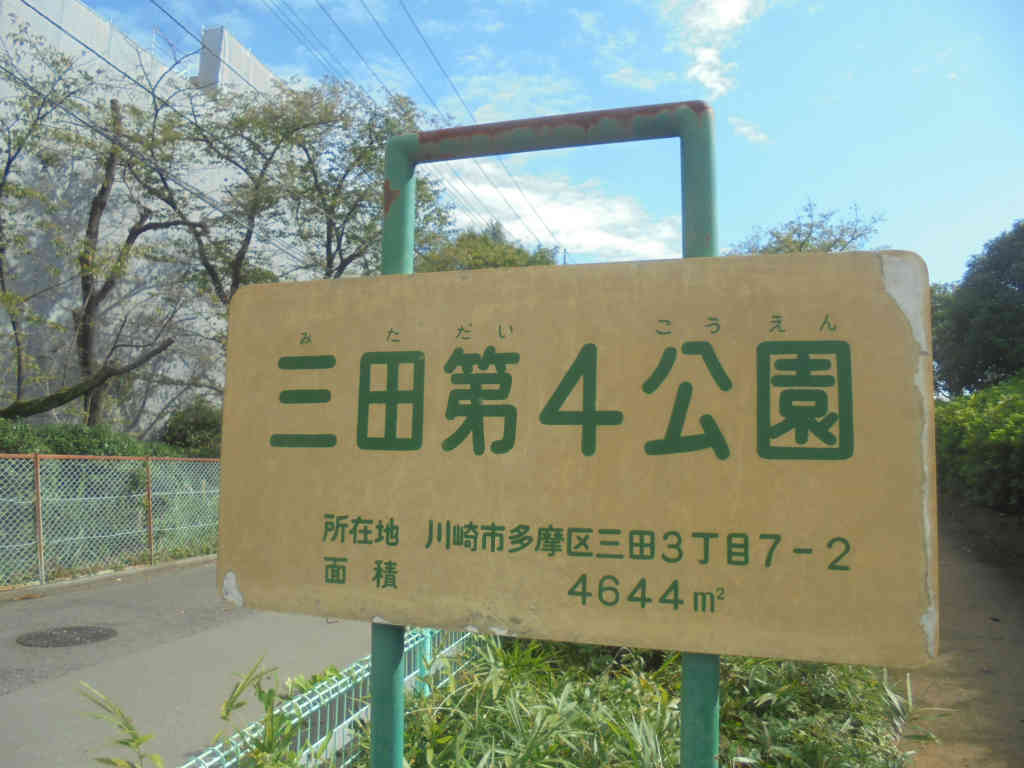 みただい こうえん
三田第4公園
所在地 川崎市多摩区三田3丁目7-2
面積 4644m²